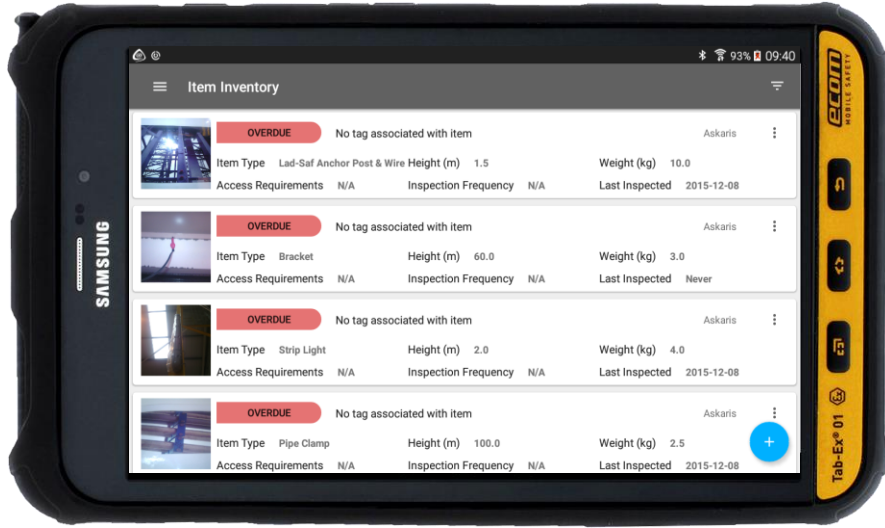 93% 09:40
Item Inventory
OVERDUE No tag associated with item Askaris
Item Type Lad-Saf Anchor Post & Wire Height (m) 1.5 Weight (kg) 10.0
Access Requirements N/A Inspection Frequency N/A Last Inspected 2015-12-08
OVERDUE No tag associated with item Askaris
Item Type Bracket Height (m) 60.0 Weight (kg) 3.0
Access Requirements N/A Inspection Frequency N/A Last Inspected Never
OVERDUE No tag associated with item Askaris
Item Type Strip Light Height (m) 2.0 Weight (kg) 4.0
Access Requirements N/A Inspection Frequency N/A Last Inspected 2015-12-08
OVERDUE No tag associated with item Askaris
Item Type Pipe Clamp Height (m) 100.0 Weight (kg) 2.5
Access Requirements N/A Inspection Frequency N/A Last Inspected 2015-12-08
SAMSUNG
ecom
MOBILE SAFETY
Tab-Ex® 01 Ex